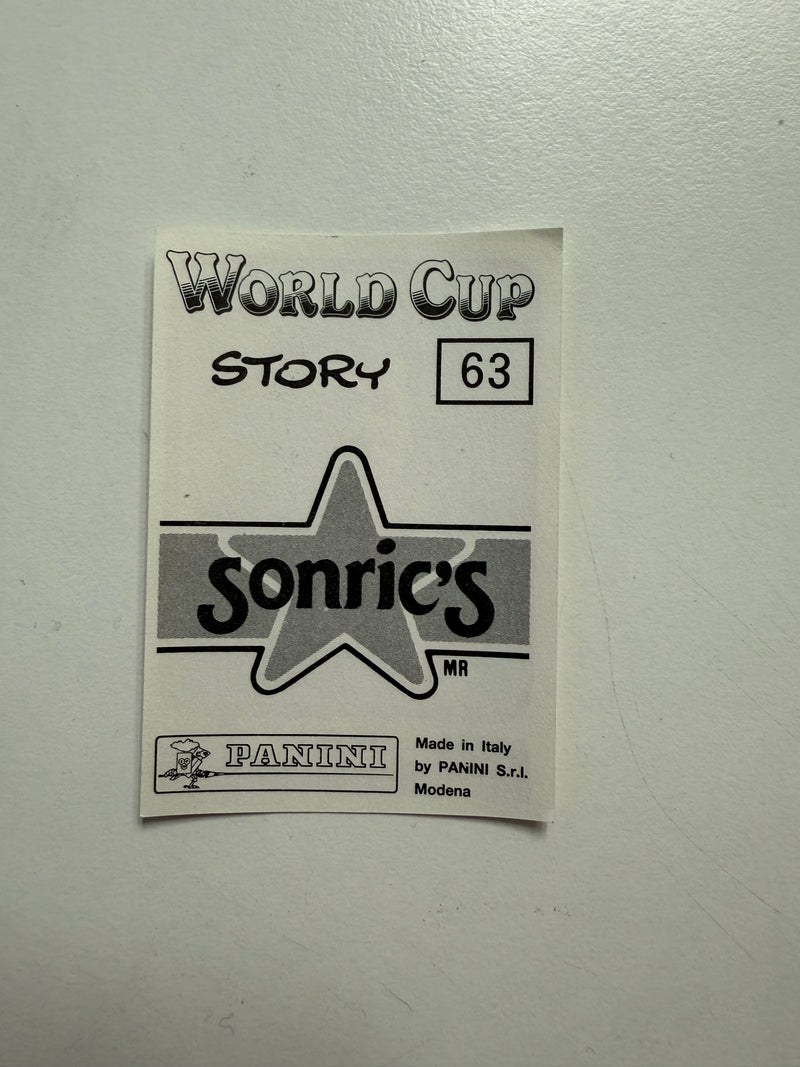 WORLD CUP
STORY 63
sonric's
MR
PANINI
Made in Italy
by PANINI S.r.l.
Modena